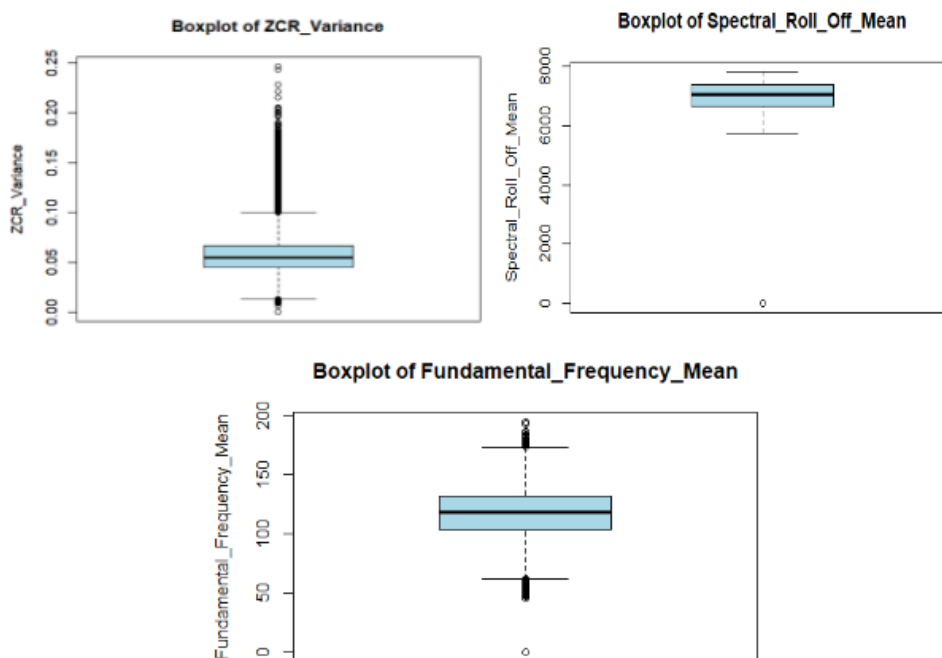 Boxplot of ZCR_Variance
ZCR_Variance
0.25
0.20
0.15
0.10
0.05
0.00
Boxplot of Spectral_Roll_Off_Mean
Spectral_Roll_Off_Mean
8000
6000
4000
2000
0
Boxplot of Fundamental_Frequency_Mean
Fundamental_Frequency_Mean
200
150
100
50
0